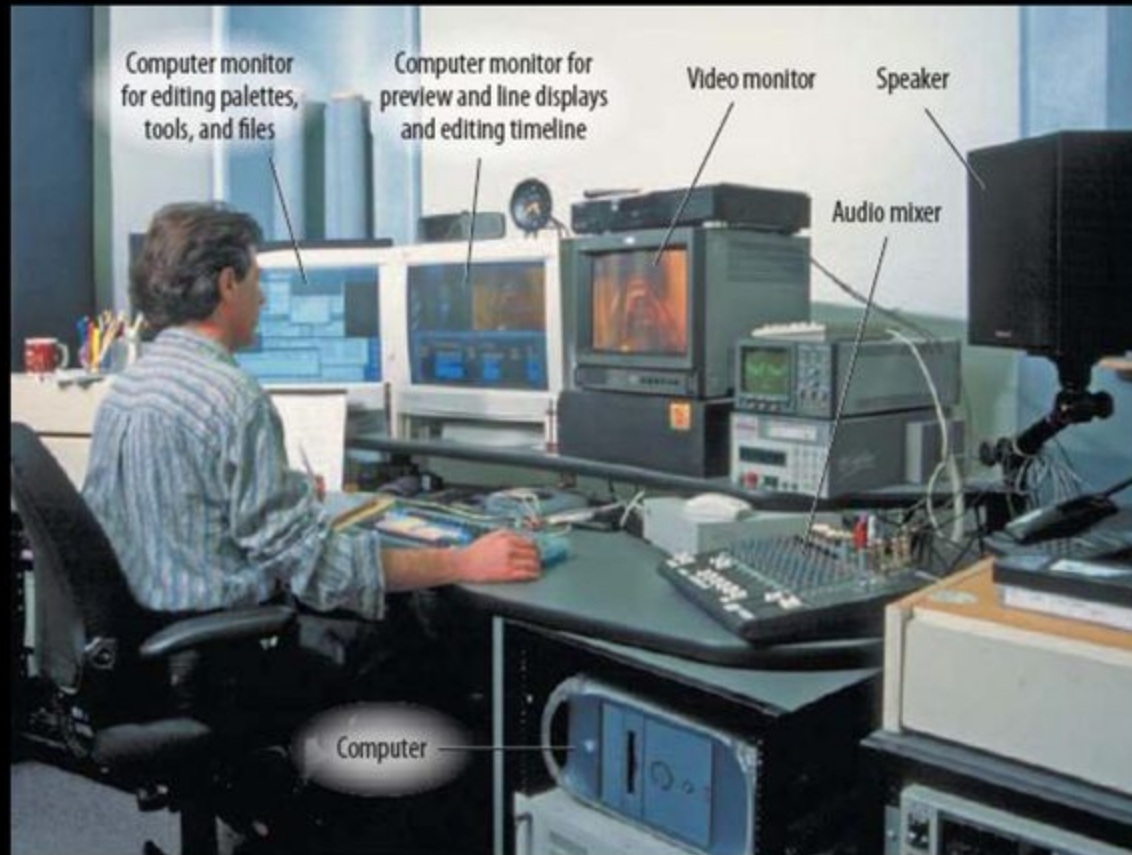 Computer monitor
for editing palettes,
tools, and files
Computer monitor for
preview and line displays
and editing timeline
Video monitor
Speaker
Audio mixer
Computer